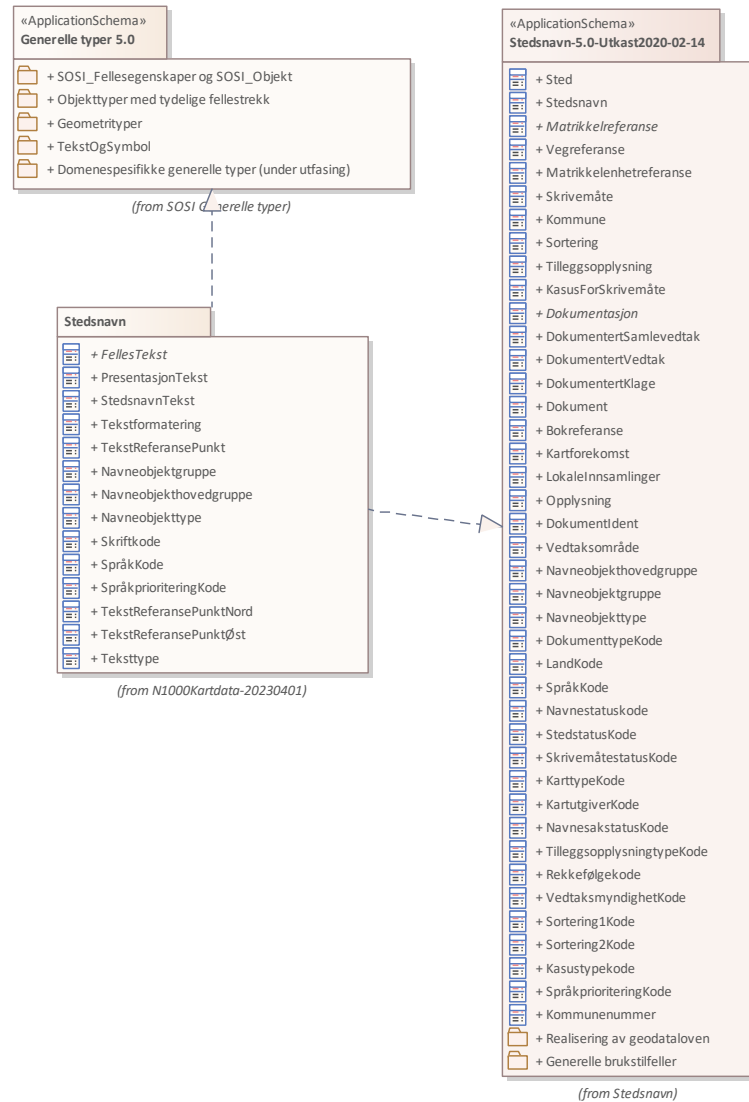 «ApplicationSchema»
Generelle typer 5.0
+ SOSI_Fellesegenskaper og SOSI_Objekt
+ Objekttyper med tydelige fellestrekk
+ Geometrityper
+ TekstOgSymbol
+ Domenespesifikke generelle typer (under utfasing)
(from SOSI Generelle typer)
Stedsnavn
+ FellesTekst
+ PresentasjonTekst
+ StedsnavnTekst
+ Tekstformatering
+ TekstReferansePunkt
+ Navneobjektgruppe
+ Navneobjekthovedgruppe
+ Navneobjekttype
+ Skriftkode
+ SpråkKode
+ SpråkprioriteringKode
+ TekstReferansePunktNord
+ TekstReferansePunktØst
+ Teksttype
(from N1000Kartdata-20230401)
«ApplicationSchema»
Stedsnavn-5.0-Utkast2020-02-14
+ Sted
+ Stedsnavn
+ Matrikkelreferanse
+ Vegreferanse
+ Matrikkelenhetreferanse
+ Skrivemåte
+ Kommune
+ Sortering
+ Tilleggsopplysning
+ KasusForSkrivemåte
+ Dokumentasjon
+ DokumentertSamlevedtak
+ DokumentertVedtak
+ DokumentertKlage
+ Dokument
+ Bokreferanse
+ Kartforekomst
+ LokaleInnsamlinger
+ Opplysning
+ DokumentIdent
+ Vedtaksområde
+ Navneobjekthovedgruppe
+ Navneobjektgruppe
+ Navneobjekttype
+ DokumenttypeKode
+ LandKode
+ SpråkKode
+ Navnestatuskode
+ StedstatusKode
+ SkrivemåtestatusKode
+ KarttypeKode
+ KartutgiverKode
+ NavnesakstatusKode
+ TilleggsopplysningtypeKode
+ Rekkefølgekode
+ VedtaksmyndighetKode
+ Sortering1Kode
+ Sortering2Kode
+ Kasustypekode
+ SpråkprioriteringKode
+ Kommunenummer
+ Realisering av geodataloven
+ Generelle brukstilfeller
(from Stedsnavn)